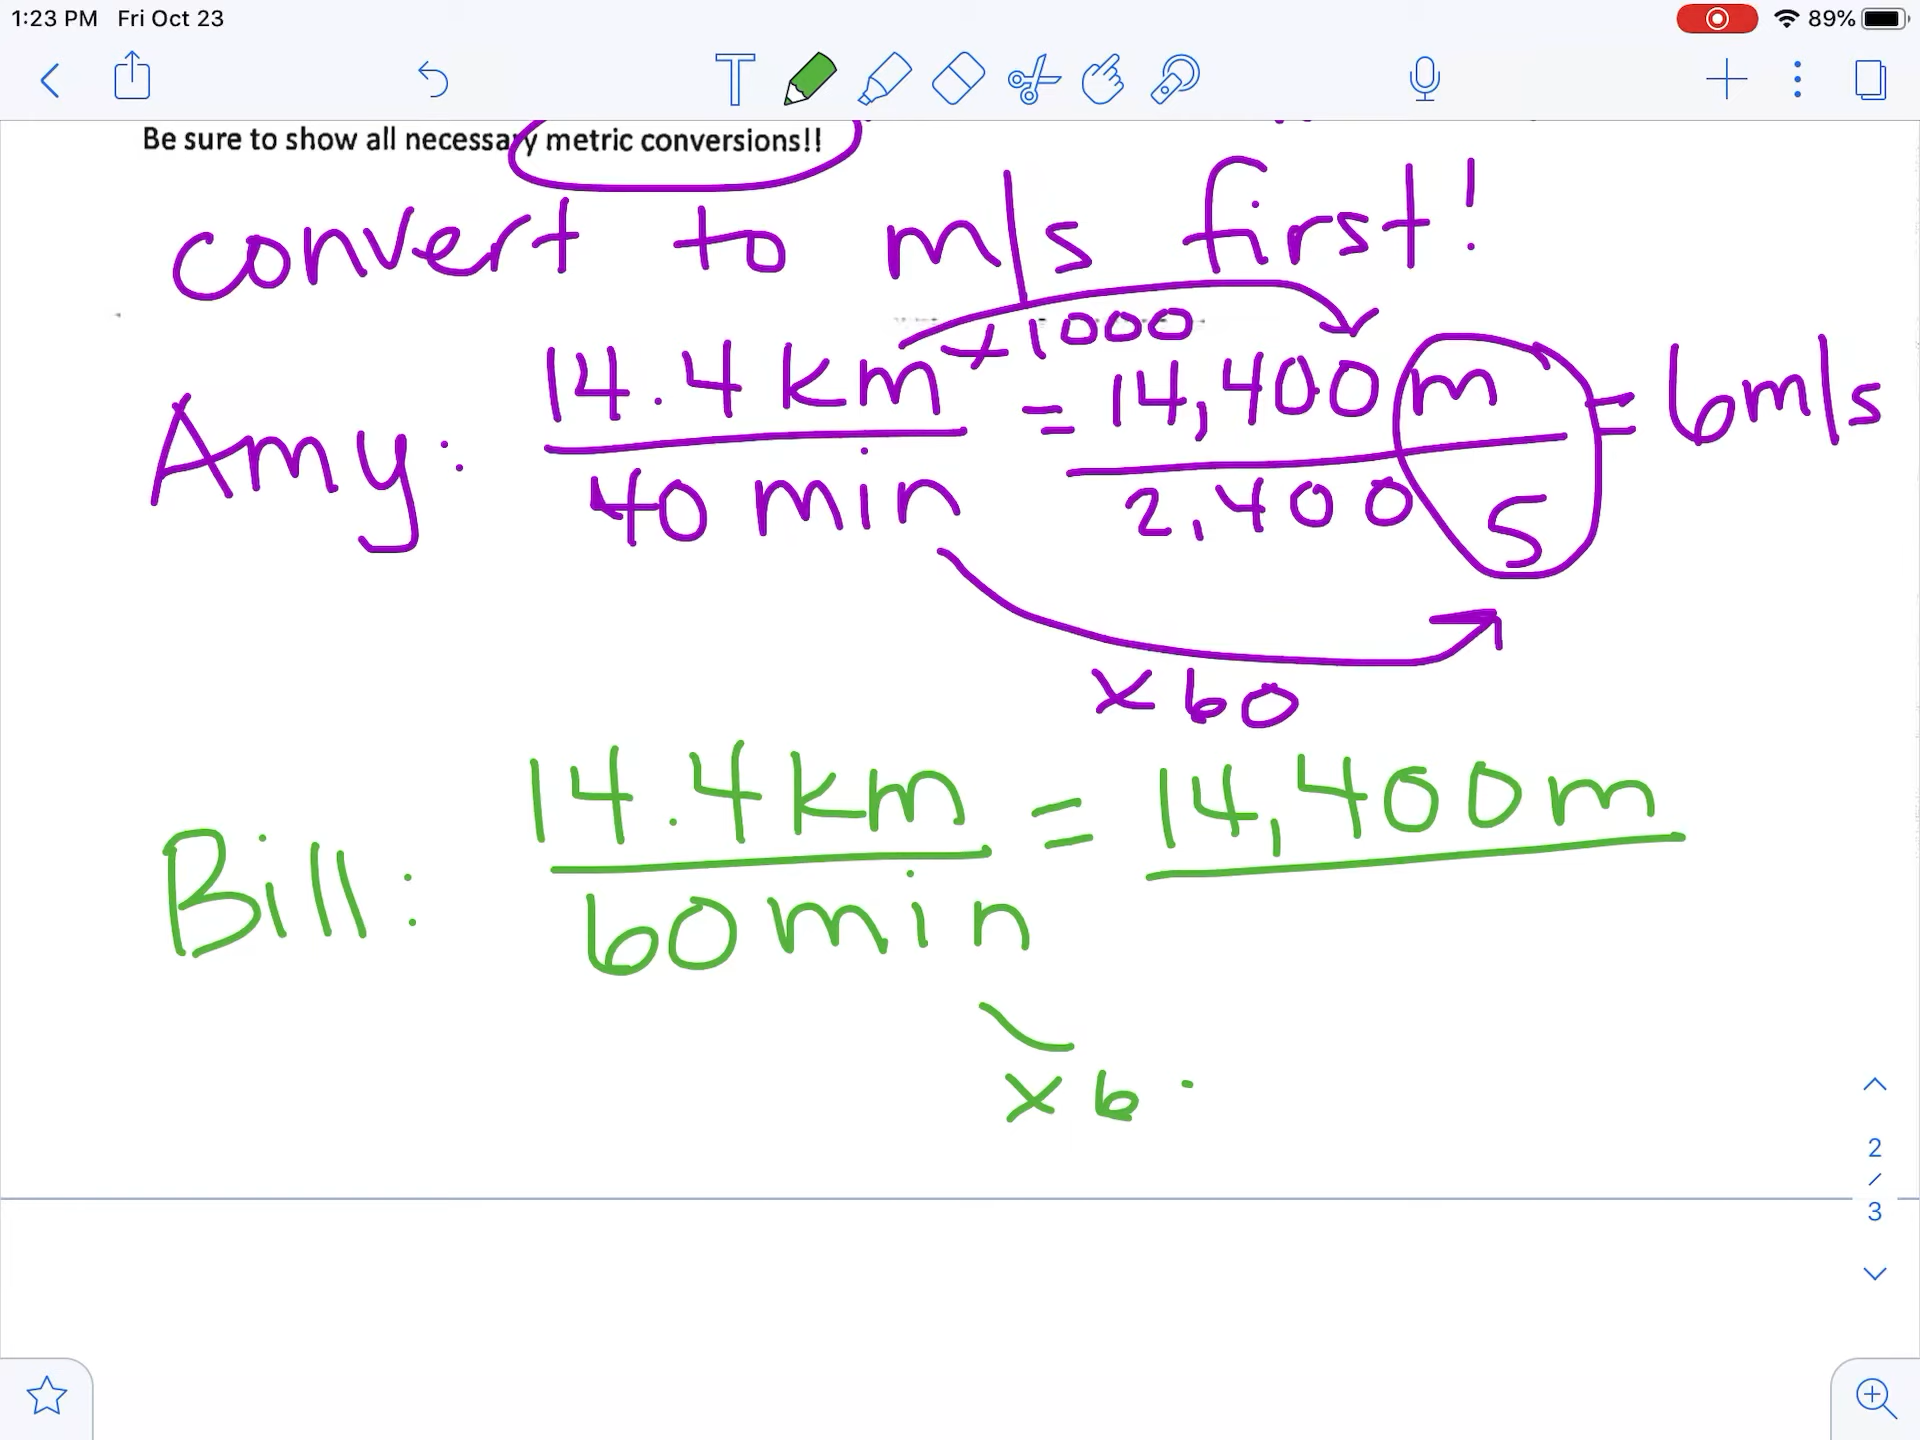 1:23 PM Fri Oct 23
89%
Be sure to show all necessary metric conversions!!
convert to m/s first!
x1000
Amy: 14.4 km = 14,400 m = 6m/s
40 min 2,400 s
x 60
Bill: 14.4 km = 14,400 m
60 min
x 6
2
/
3